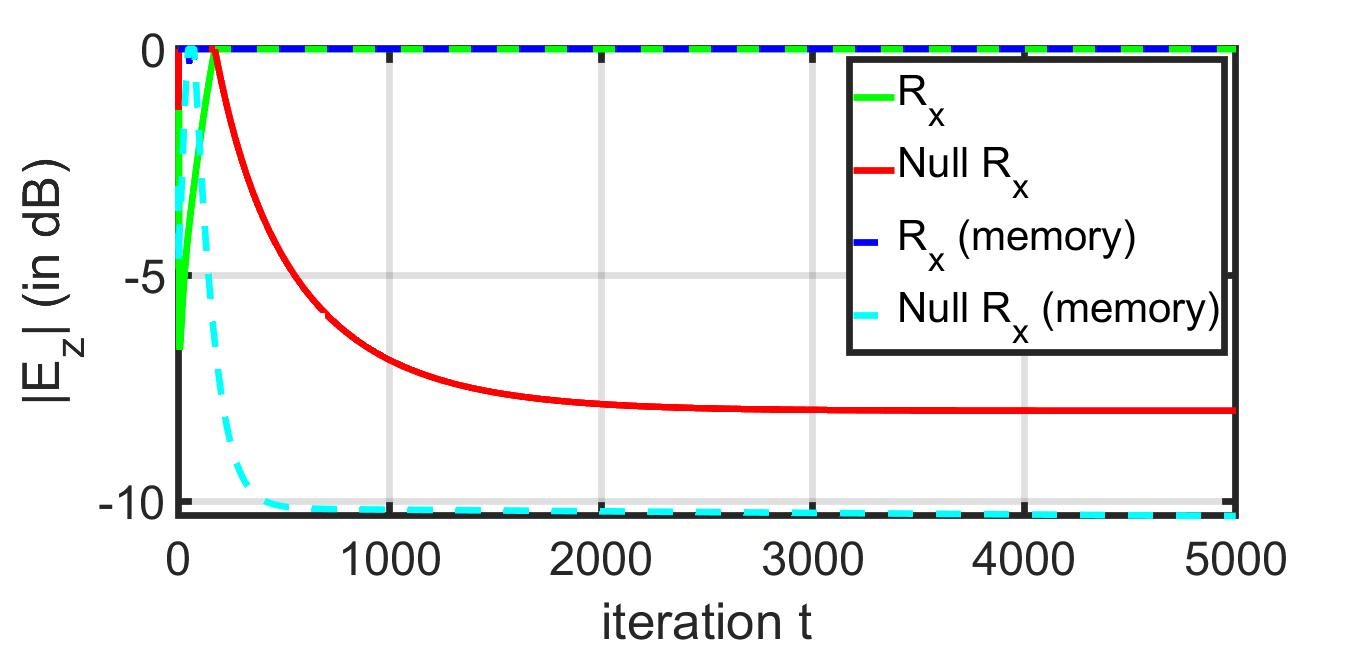 0
-5
-10
|E_z| (in dB)
R_x
Null R_x
R_x (memory)
Null R_x (memory)
0 1000 2000 3000 4000 5000
iteration t